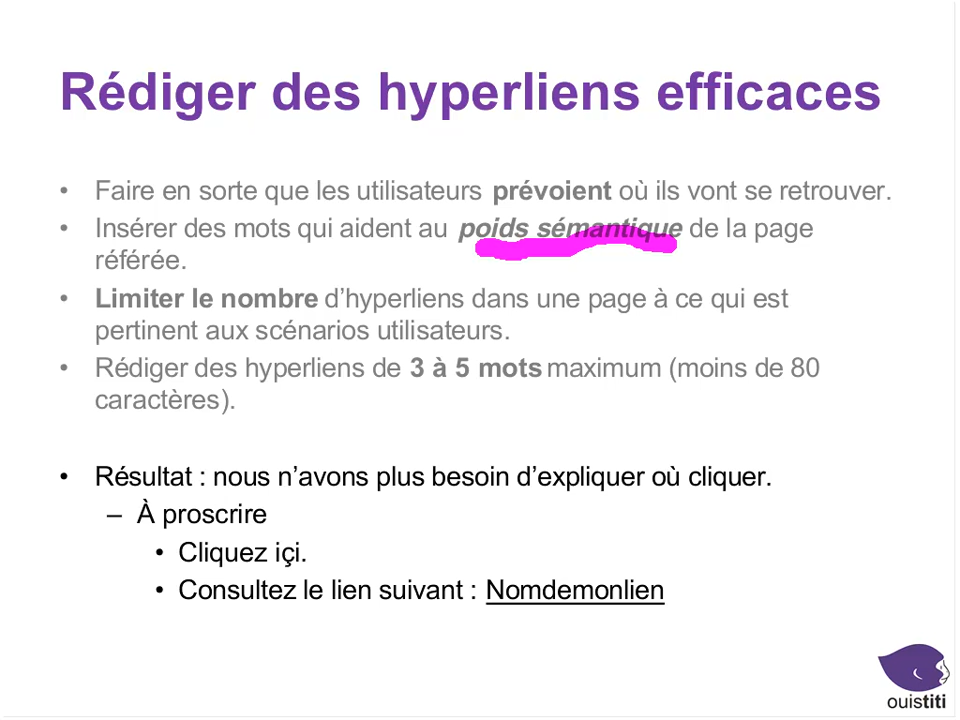 Rédiger des hyperliens efficaces
• Faire en sorte que les utilisateurs prévoient où ils vont se retrouver.
• Insérer des mots qui aident au poids sémantique de la page
référée.
• Limiter le nombre d’hyperliens dans une page à ce qui est
pertinent aux scénarios utilisateurs.
• Rédiger des hyperliens de 3 à 5 mots maximum (moins de 80
caractères).
• Résultat : nous n’avons plus besoin d’expliquer où cliquer.
– À proscrire
• Cliquez içi.
• Consultez le lien suivant : Nomdemonlien
ouistiti